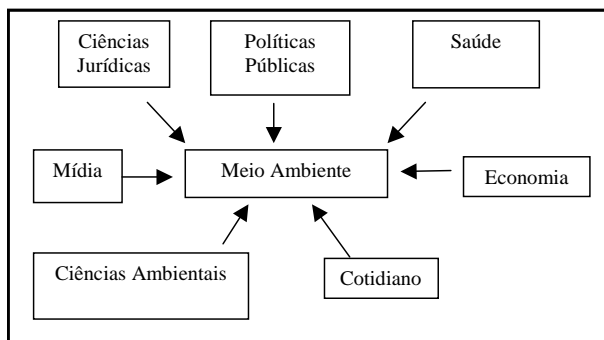 Ciências
Jurídicas
Políticas
Públicas
Saúde
Mídia
Meio Ambiente
Economia
Ciências Ambientais
Cotidiano